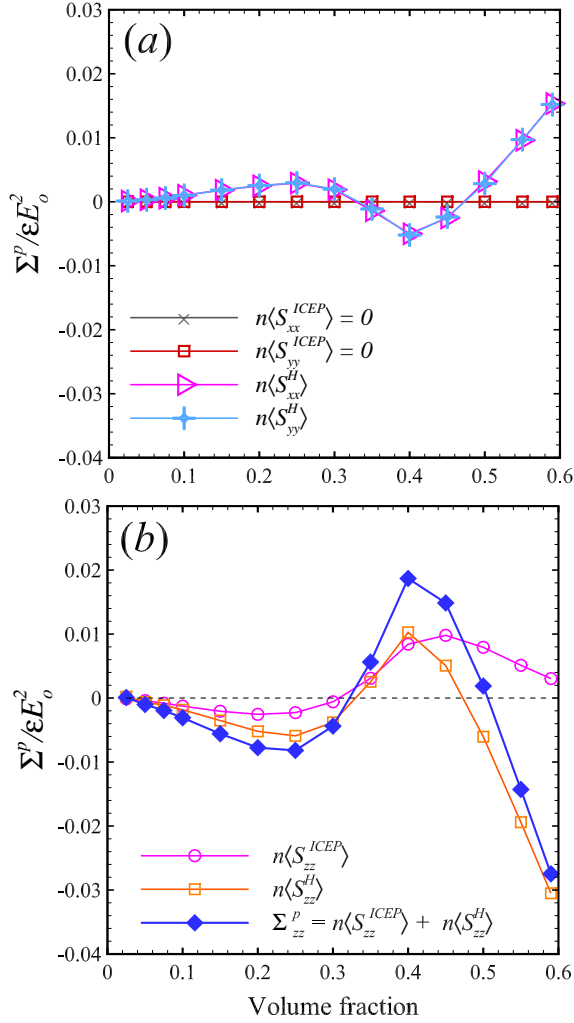 (a)
0.03
0.02
0.01
0
-0.01
-0.02
-0.03
-0.04
Σ^p/εE_o^2
n⟨S_xx^ICEP⟩ = 0
n⟨S_yy^ICEP⟩ = 0
n⟨S_xx^H⟩
n⟨S_yy^H⟩
0 0.1 0.2 0.3 0.4 0.5 0.6
(b)
0.03
0.02
0.01
0
-0.01
-0.02
-0.03
-0.04
Σ^p/εE_o^2
n⟨S_zz^ICEP⟩
n⟨S_zz^H⟩
Σ_zz^p = n⟨S_zz^ICEP⟩ + n⟨S_zz^H⟩
0 0.1 0.2 0.3 0.4 0.5 0.6
Volume fraction